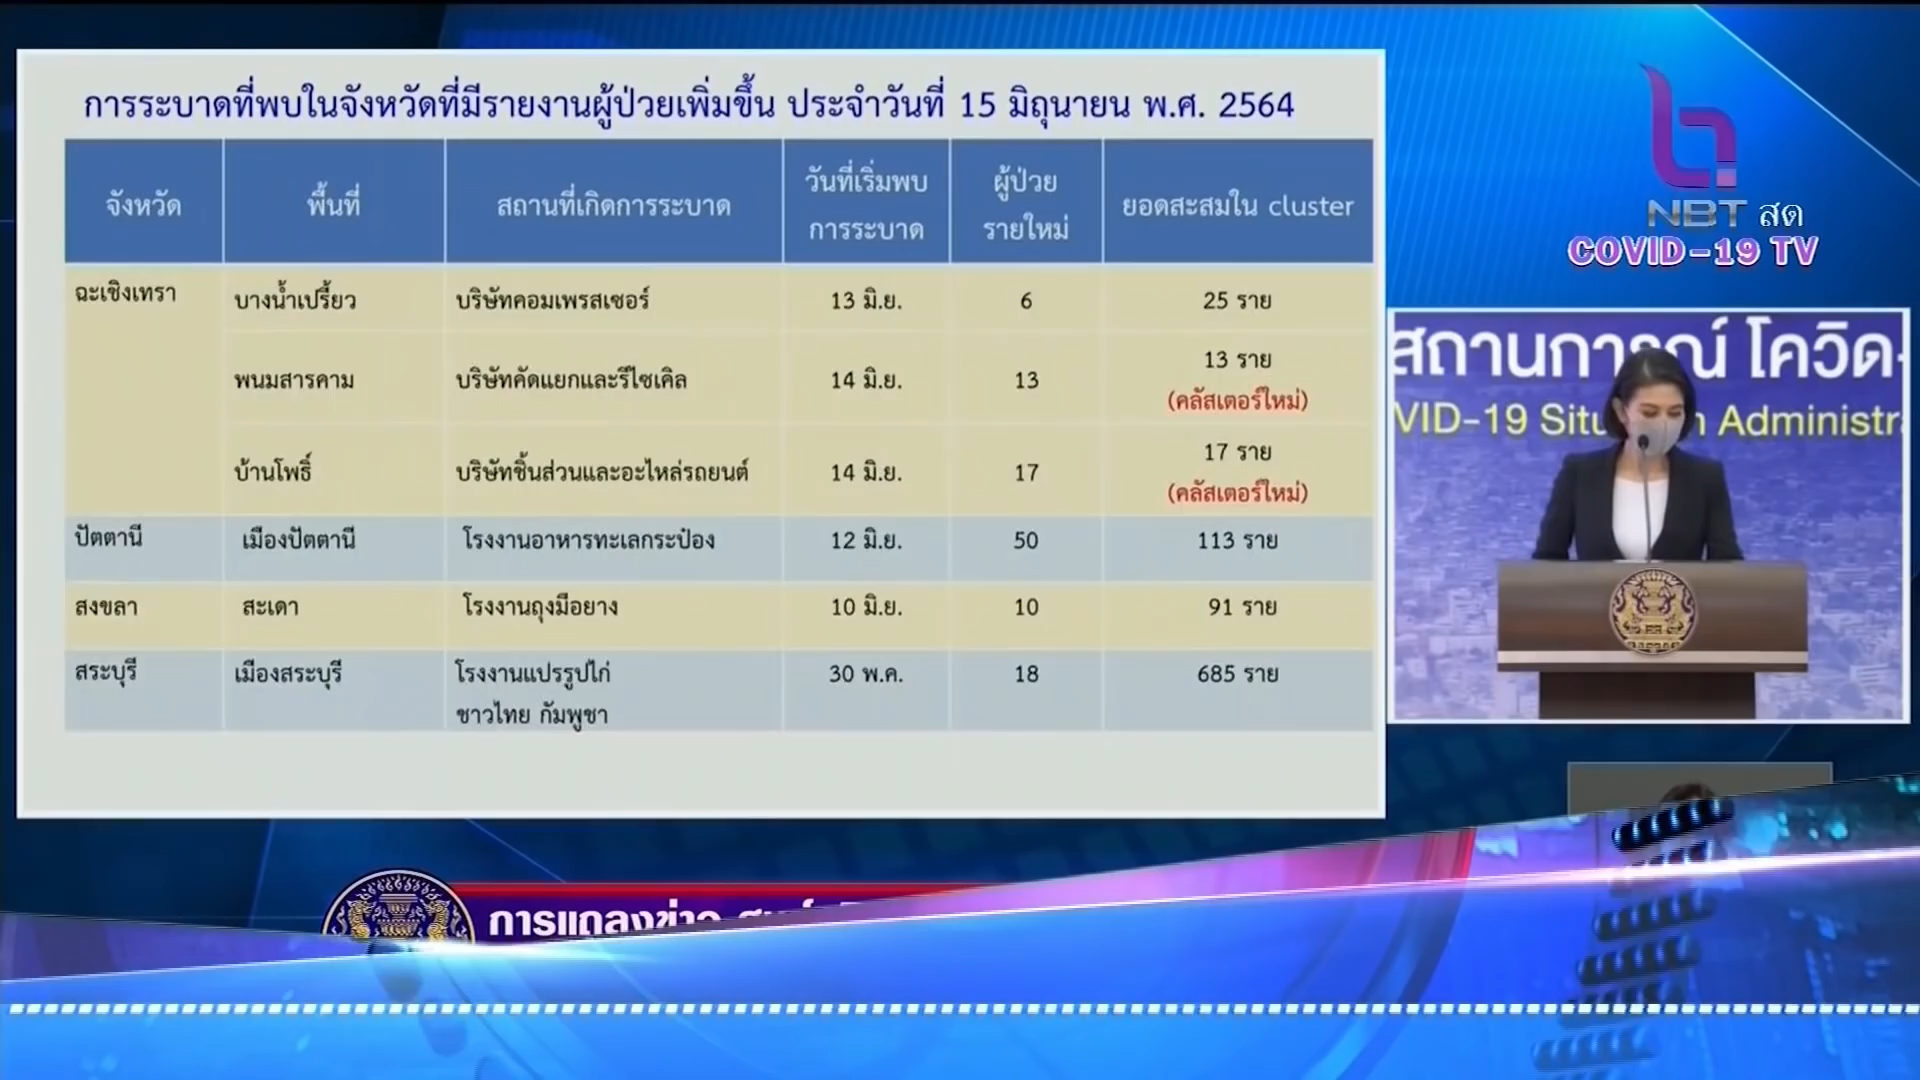 การระบาดที่พบในจังหวัดที่มีรายงานผู้ป่วยเพิ่มขึ้น ประจำวันที่ 15 มิถุนายน พ.ศ. 2564
จังหวัด พื้นที่ สถานที่เกิดการระบาด วันที่เริ่มพบ ผู้ป่วย ยอดสะสมใน cluster
การระบาด รายใหม่
ฉะเชิงเทรา บางน้ำเปรี้ยว บริษัทคอมเพรสเซอร์ 13 มิ.ย. 6 25 ราย
พนมสารคาม บริษัทคัดแยกและรีไซเคิล 14 มิ.ย. 13 13 ราย
(คลัสเตอร์ใหม่)
บ้านโพธิ์ บริษัทชิ้นส่วนและอะไหล่รถยนต์ 14 มิ.ย. 17 17 ราย
(คลัสเตอร์ใหม่)
ปัตตานี เมืองปัตตานี โรงงานอาหารทะเลกระป๋อง 12 มิ.ย. 50 113 ราย
สงขลา สะเดา โรงงานถุงมือยาง 10 มิ.ย. 10 91 ราย
สระบุรี เมืองสระบุรี โรงงานแปรรูปไก่ 30 พ.ค. 18 685 ราย
ชาวไทย กัมพูชา
NBT สด
COVID-19 TV
สถานการณ์ โควิด-
VID-19 Situ n Administra
การแถลงข่าว